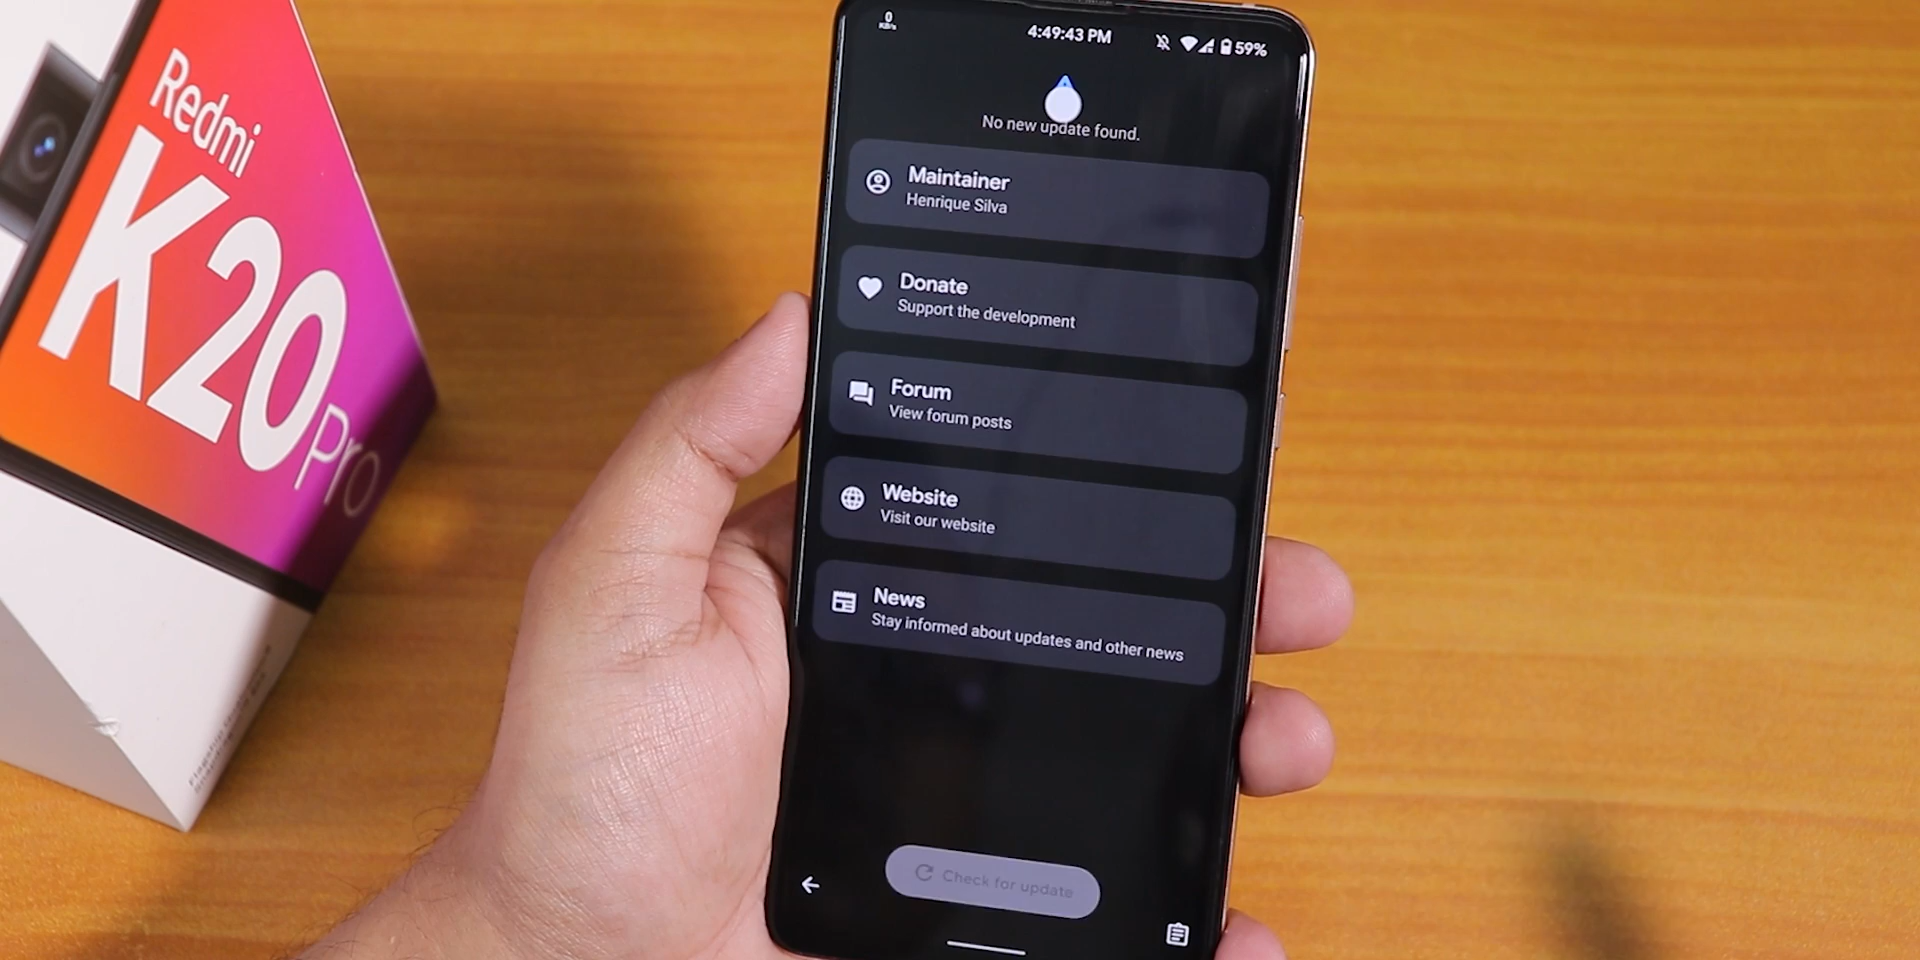 Redmi
K20 Pro
0
KB/s
4:49:43 PM
59%
No new update found.
Maintainer
Henrique Silva
Donate
Support the development
Forum
View forum posts
Website
Visit our website
News
Stay informed about updates and other news
Check for update